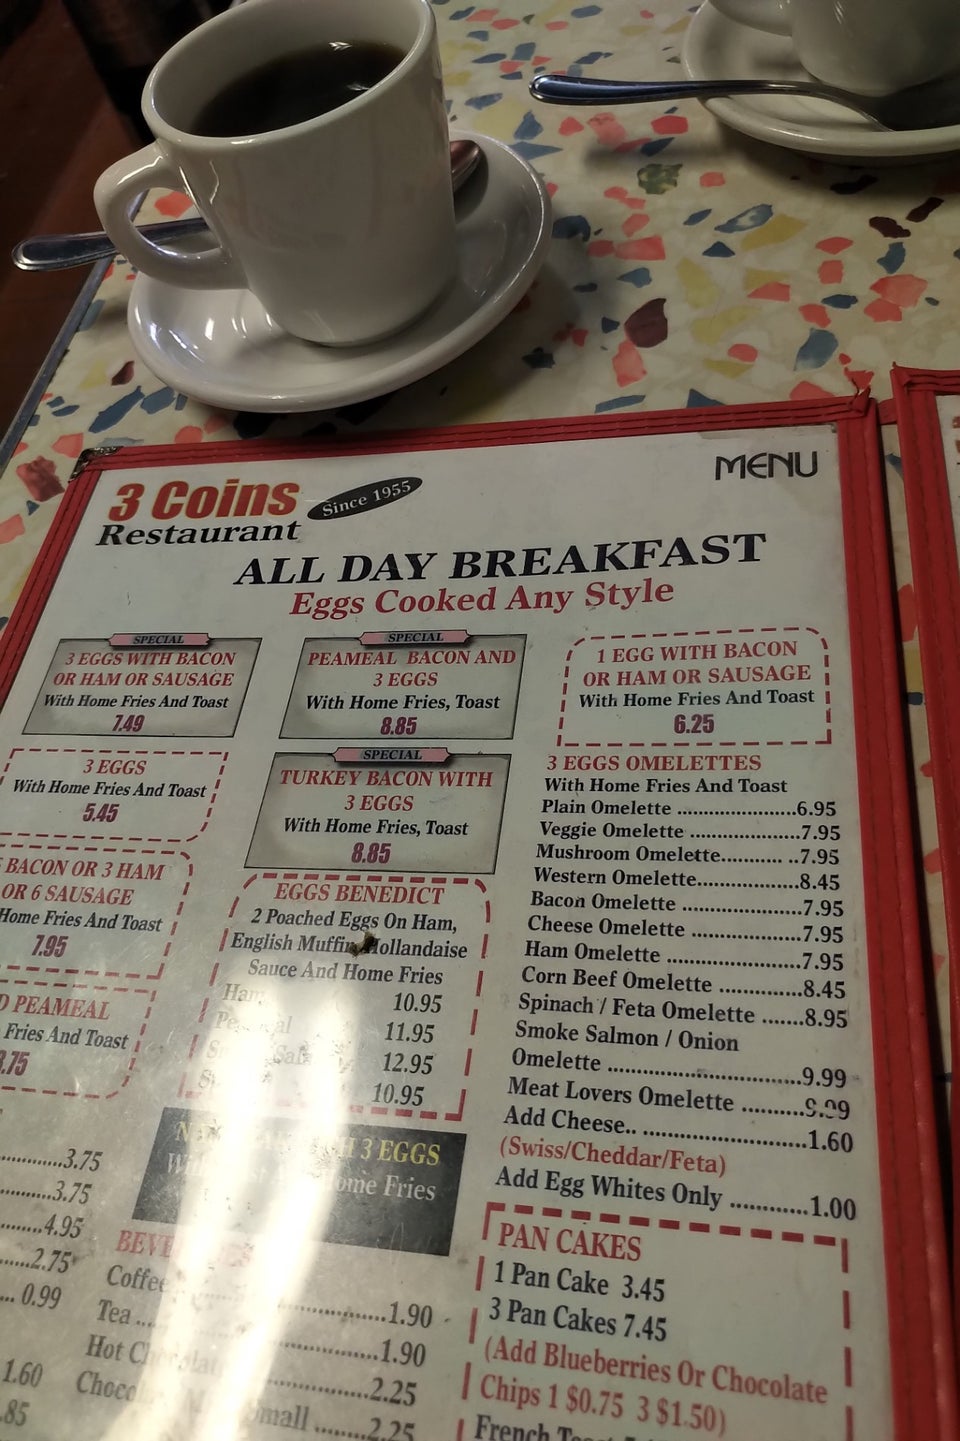 MENU
3 Coins
Restaurant
Since 1955
ALL DAY BREAKFAST
Eggs Cooked Any Style
SPECIAL
3 EGGS WITH BACON
OR HAM OR SAUSAGE
With Home Fries And Toast
7.49
3 EGGS
With Home Fries And Toast
5.45
BACON OR 3 HAM
OR 6 SAUSAGE
Home Fries And Toast
7.95
PEAMEAL
Fries And Toast
.75
..............3.75
..............3.75
........4.95
.......2.75
... 0.99
1.60
.85
SPECIAL
PEAMEAL BACON AND
3 EGGS
With Home Fries, Toast
8.85
SPECIAL
TURKEY BACON WITH
3 EGGS
With Home Fries, Toast
8.85
EGGS BENEDICT
2 Poached Eggs On Ham,
English Muffin, Hollandaise
Sauce And Home Fries
Ham 10.95
11.95
12.95
10.95
3 EGGS
Home Fries
Coffee ..................1.90
Tea ..................1.90
Hot Chocolate ..................2.25
Small ........2.25
1 EGG WITH BACON
OR HAM OR SAUSAGE
With Home Fries And Toast
6.25
3 EGGS OMELETTES
With Home Fries And Toast
Plain Omelette ........................6.95
Veggie Omelette ......................7.95
Mushroom Omelette........... ..7.95
Western Omelette....................8.45
Bacon Omelette .......................7.95
Cheese Omelette ......................7.95
Ham Omelette ..........................7.95
Corn Beef Omelette .................8.45
Spinach / Feta Omelette .......8.95
Smoke Salmon / Onion
Omelette ................................9.99
Meat Lovers Omelette ..........9.99
Add Cheese.. ...........................1.60
(Swiss/Cheddar/Feta)
Add Egg Whites Only ............1.00
PAN CAKES
1 Pan Cake 3.45
3 Pan Cakes 7.45
(Add Blueberries Or Chocolate
Chips 1 $0.75 3 $1.50)
French